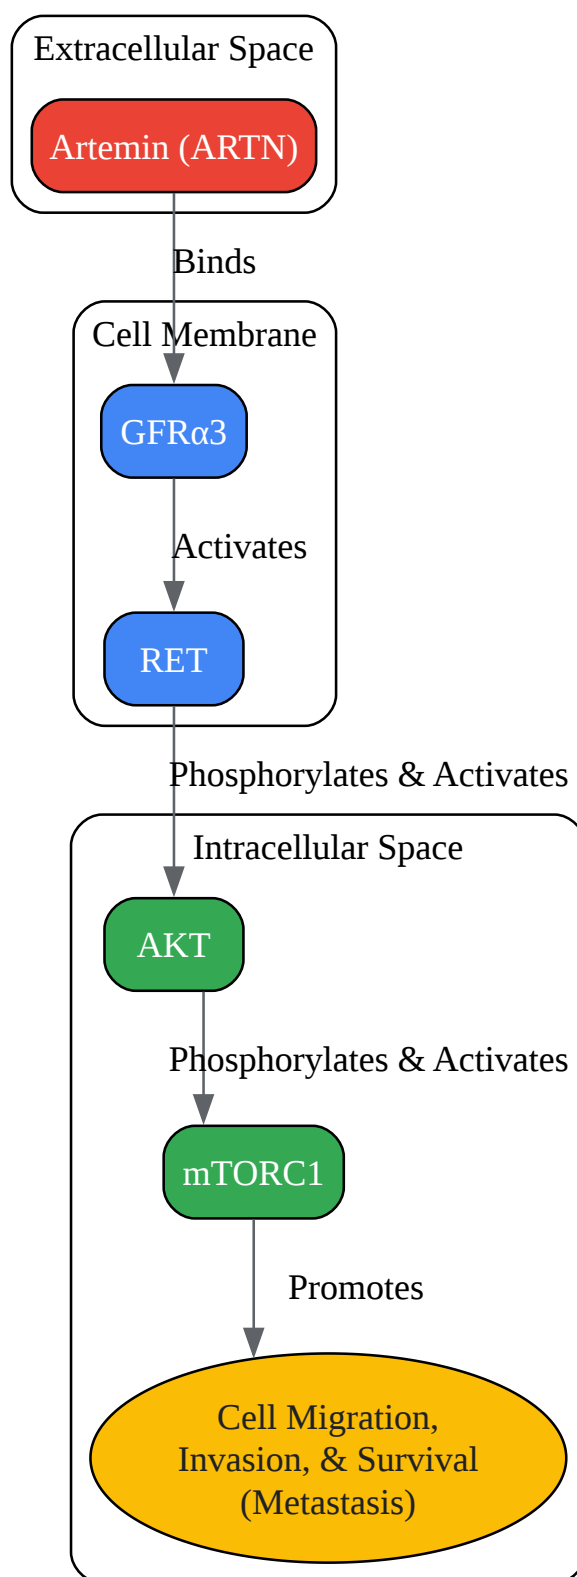 Extracellular Space
Artemin (ARTN)
Binds
Cell Membrane
GFRα3
Activates
RET
Phosphorylates & Activates
Intracellular Space
AKT
Phosphorylates & Activates
mTORC1
Promotes
Cell Migration,
Invasion, & Survival
(Metastasis)